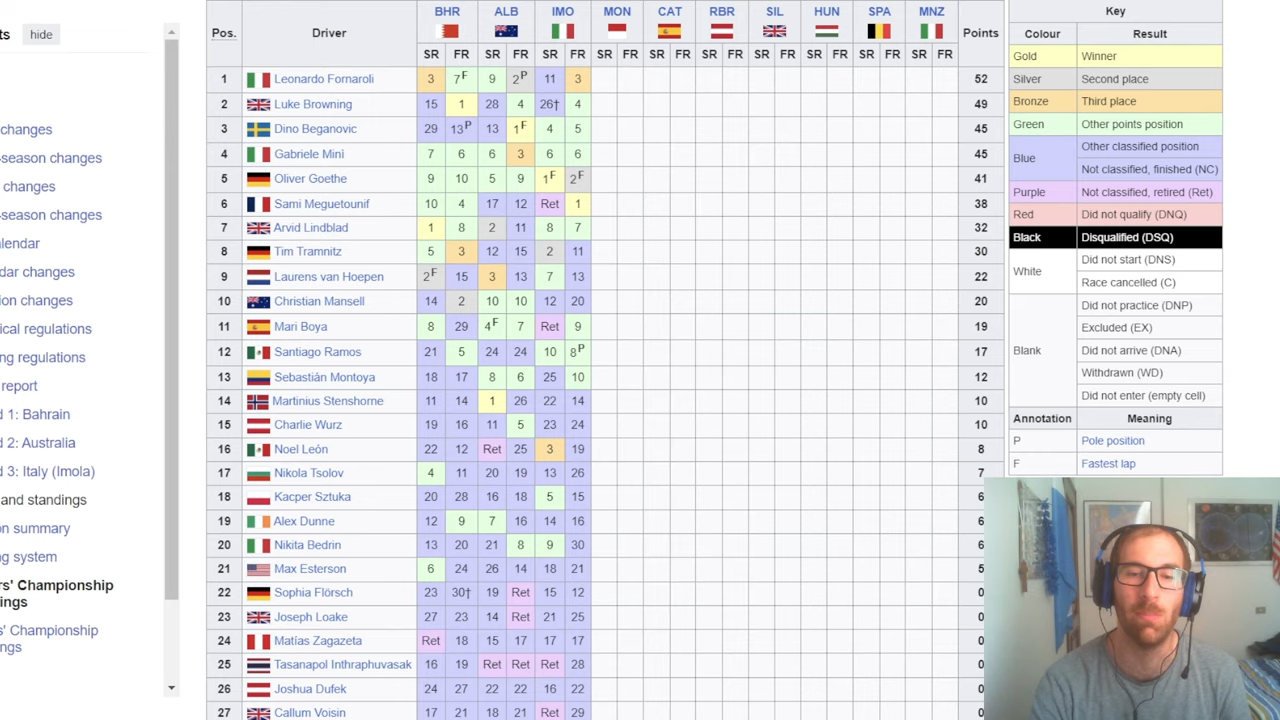 ts hide
changes
-season changes
changes
-season changes
lendar
dar changes
ion changes
ical regulations
ing regulations
report
d 1: Bahrain
d 2: Australia
d 3: Italy (Imola)
and standings
on summary
ng system
rs' Championship
ings
s' Championship
ngs
Pos. Driver BHR ALB IMO MON CAT RBR SIL HUN SPA MNZ Points
SR FR SR FR SR FR SR FR SR FR SR FR SR FR SR FR SR FR SR FR
1 Leonardo Fornaroli 3 7F 9 2P 11 3 52
2 Luke Browning 15 1 28 4 26† 4 49
3 Dino Beganovic 29 13P 13 1F 4 5 45
4 Gabriele Minì 7 6 6 3 6 6 45
5 Oliver Goethe 9 10 5 9 1F 2F 41
6 Sami Meguetounif 10 4 17 12 Ret 1 38
7 Arvid Lindblad 1 8 2 11 8 7 32
8 Tim Tramnitz 5 3 12 15 2 11 30
9 Laurens van Hoepen 2F 15 3 13 7 13 22
10 Christian Mansell 14 2 10 10 12 20 20
11 Mari Boya 8 29 4F 7 Ret 9 19
12 Santiago Ramos 21 5 24 24 10 8P 17
13 Sebastián Montoya 18 17 8 6 25 10 12
14 Martinius Stenshorne 11 14 1 26 22 14 10
15 Charlie Wurz 19 16 11 5 23 24 10
16 Noel León 22 12 Ret 25 3 19 8
17 Nikola Tsolov 4 11 20 19 13 26 7
18 Kacper Sztuka 20 28 16 18 5 15 6
19 Alex Dunne 12 9 7 16 14 16 6
20 Nikita Bedrin 13 20 21 8 9 30 6
21 Max Esterson 6 24 26 14 18 21
22 Sophia Flörsch 23 30† 19 Ret 15 12 0
23 Joseph Loake 27 23 14 Ret 21 25 0
24 Matías Zagazeta Ret 18 15 17 17 17 0
25 Tasanapol Inthraphuvasak 16 19 Ret Ret Ret 28 0
26 Joshua Dufek 24 27 22 22 16 22 0
27 Callum Voisin 17 21 18 21 Ret 29
Key
Colour Result
Gold Winner
Silver Second place
Bronze Third place
Green Other points position
Blue Other classified position
Not classified, finished (NC)
Purple Not classified, retired (Ret)
Red Did not qualify (DNQ)
Black Disqualified (DSQ)
White Did not start (DNS)
Race cancelled (C)
Blank Did not practice (DNP)
Excluded (EX)
Did not arrive (DNA)
Withdrawn (WD)
Did not enter (empty cell)
Annotation Meaning
P Pole position
F Fastest lap